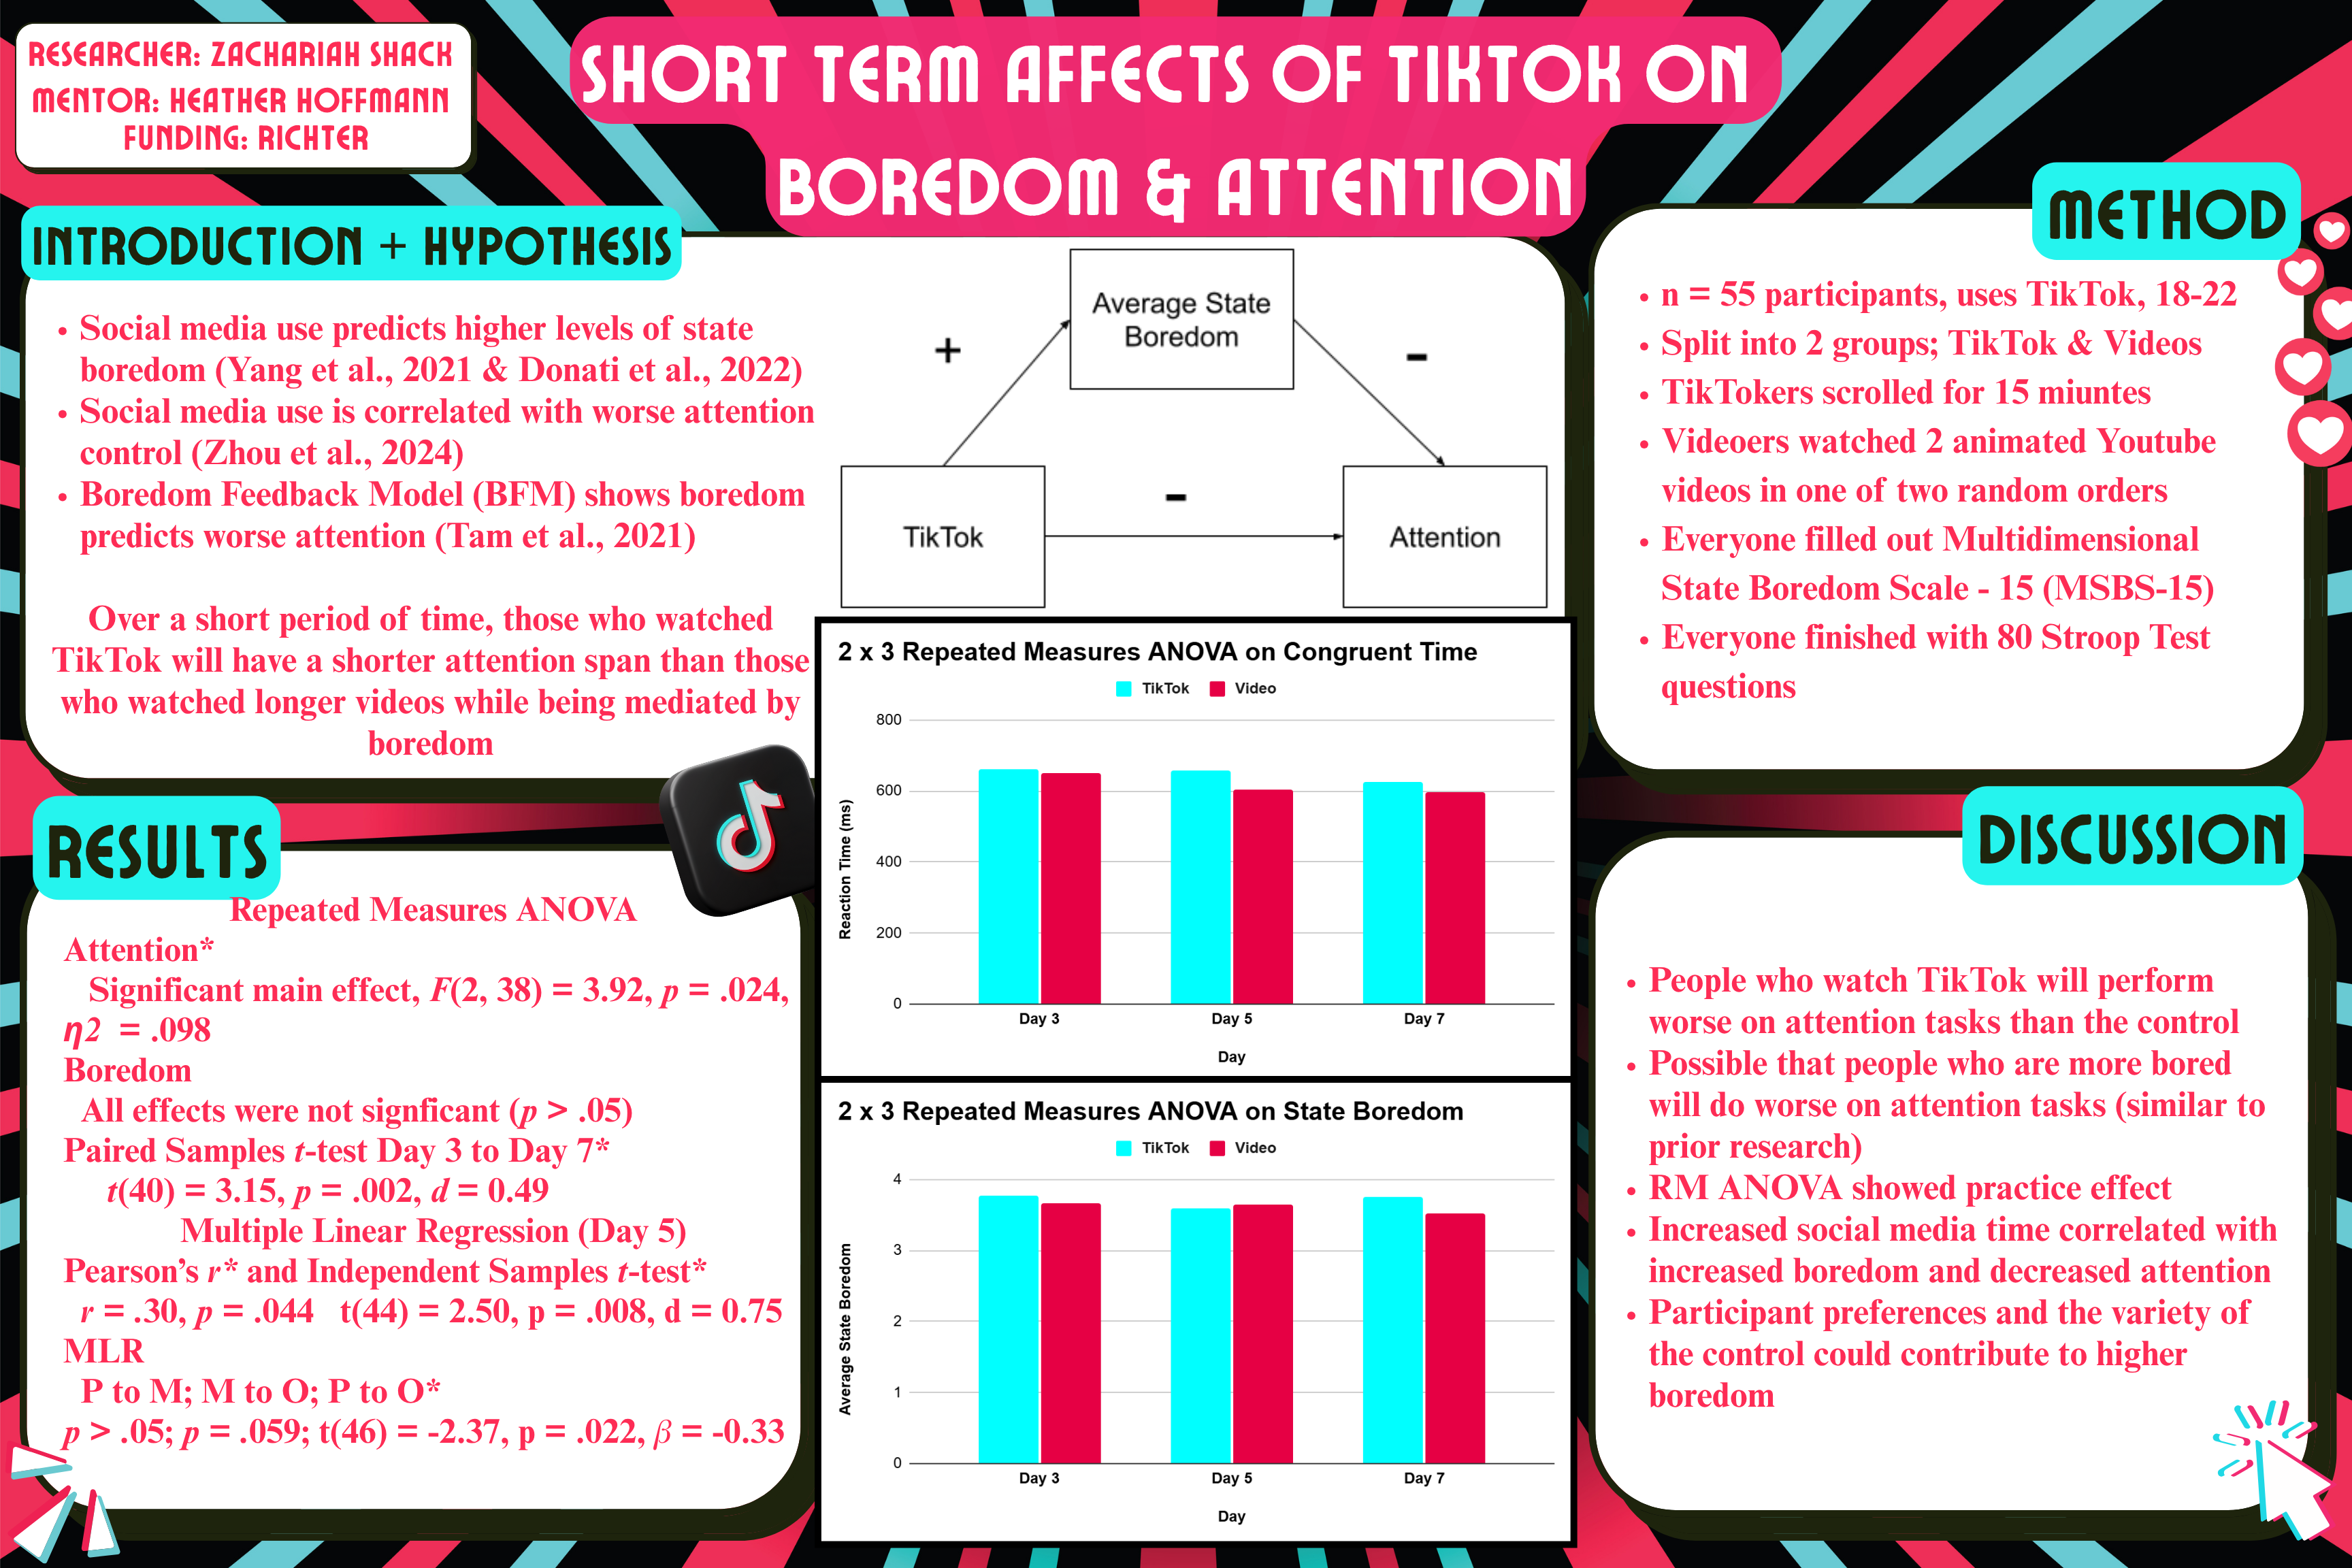 RESEARCHER: ZACHARIAH SHACK
MENTOR: HEATHER HOFFMANN
FUNDING: RICHTER
SHORT TERM AFFECTS OF TIKTOK ON
BOREDOM & ATTENTION
INTRODUCTION + HYPOTHESIS
• Social media use predicts higher levels of state
boredom (Yang et al., 2021 & Donati et al., 2022)
• Social media use is correlated with worse attention
control (Zhou et al., 2024)
• Boredom Feedback Model (BFM) shows boredom
predicts worse attention (Tam et al., 2021)
Over a short period of time, those who watched
TikTok will have a shorter attention span than those
who watched longer videos while being mediated by
boredom
Average State
Boredom
+
-
-
TikTok
Attention
METHOD
• n = 55 participants, uses TikTok, 18-22
• Split into 2 groups; TikTok & Videos
• TikTokers scrolled for 15 miuntes
• Videoers watched 2 animated Youtube
videos in one of two random orders
• Everyone filled out Multidimensional
State Boredom Scale - 15 (MSBS-15)
• Everyone finished with 80 Stroop Test
questions
RESULTS
Repeated Measures ANOVA
Attention*
Significant main effect, F(2, 38) = 3.92, p = .024,
η2 = .098
Boredom
All effects were not signficant (p > .05)
Paired Samples t-test Day 3 to Day 7*
t(40) = 3.15, p = .002, d = 0.49
Multiple Linear Regression (Day 5)
Pearson’s r* and Independent Samples t-test*
r = .30, p = .044 t(44) = 2.50, p = .008, d = 0.75
MLR
P to M; M to O; P to O*
p > .05; p = .059; t(46) = -2.37, p = .022, β = -0.33
2 x 3 Repeated Measures ANOVA on Congruent Time
TikTok Video
Reaction Time (ms)
800
600
400
200
0
Day 3 Day 5 Day 7
Day
2 x 3 Repeated Measures ANOVA on State Boredom
TikTok Video
Average State Boredom
4
3
2
1
0
Day 3 Day 5 Day 7
Day
DISCUSSION
• People who watch TikTok will perform
worse on attention tasks than the control
• Possible that people who are more bored
will do worse on attention tasks (similar to
prior research)
• RM ANOVA showed practice effect
• Increased social media time correlated with
increased boredom and decreased attention
• Participant preferences and the variety of
the control could contribute to higher
boredom